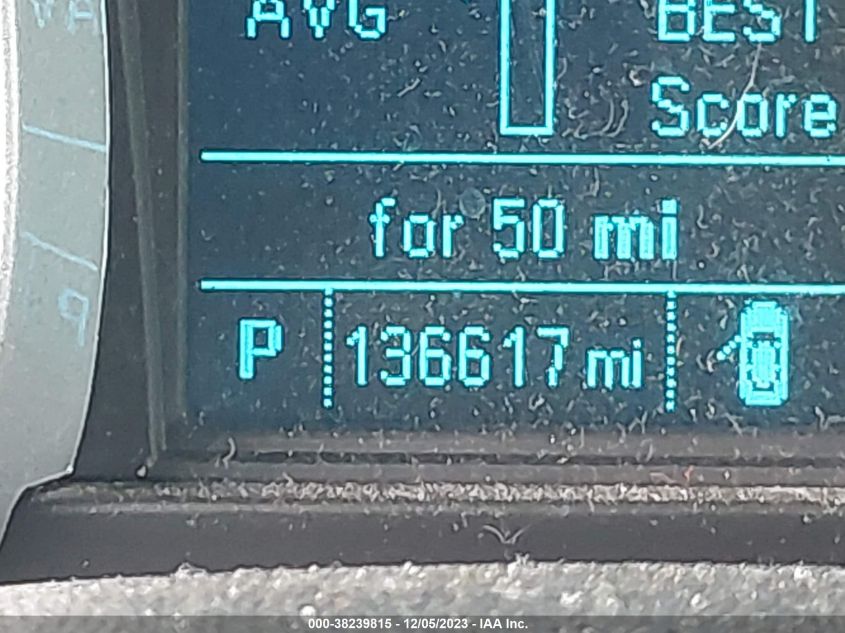 AVG BEST
Score
for 50 mi
P 136617 mi
000-38239815 - 12/05/2023 - IAA Inc.